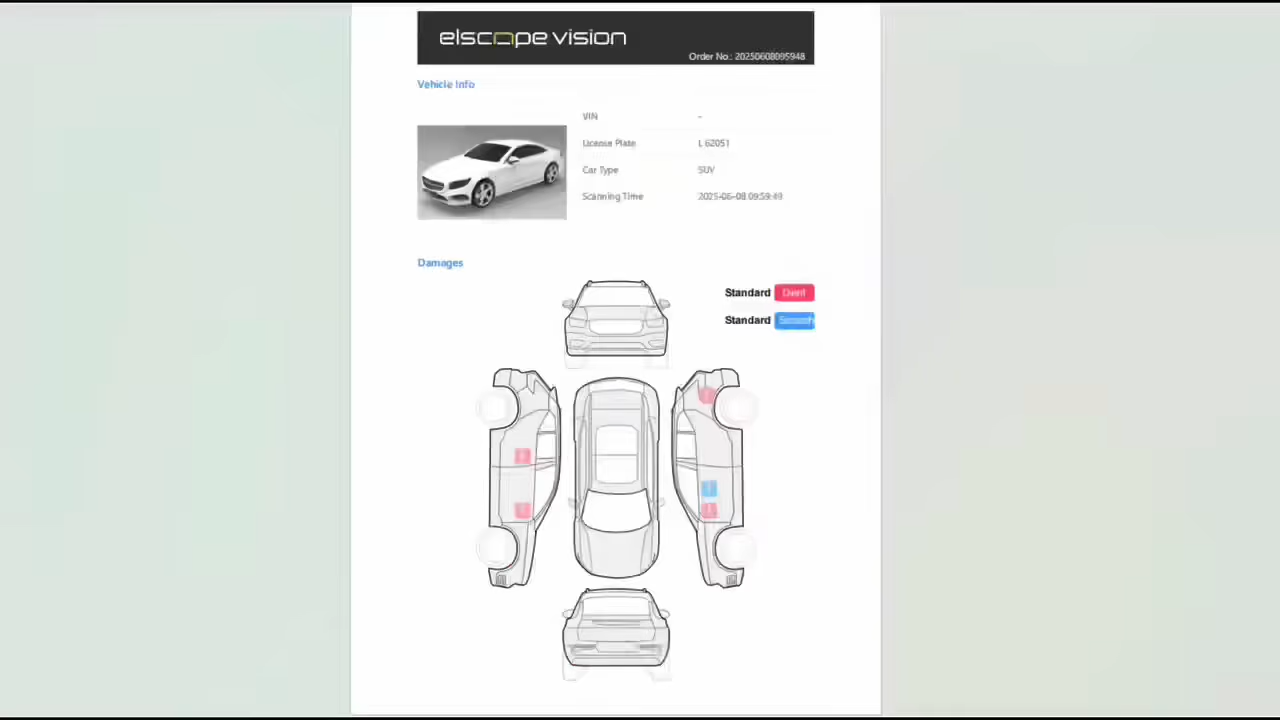 elscope vision
Order No.: 20250608095948
Vehicle Info
VIN -
License Plate L 62051
Car Type SUV
Scanning Time 2025-06-08 09:59:49
Damages
Standard Dent
Standard Scratch